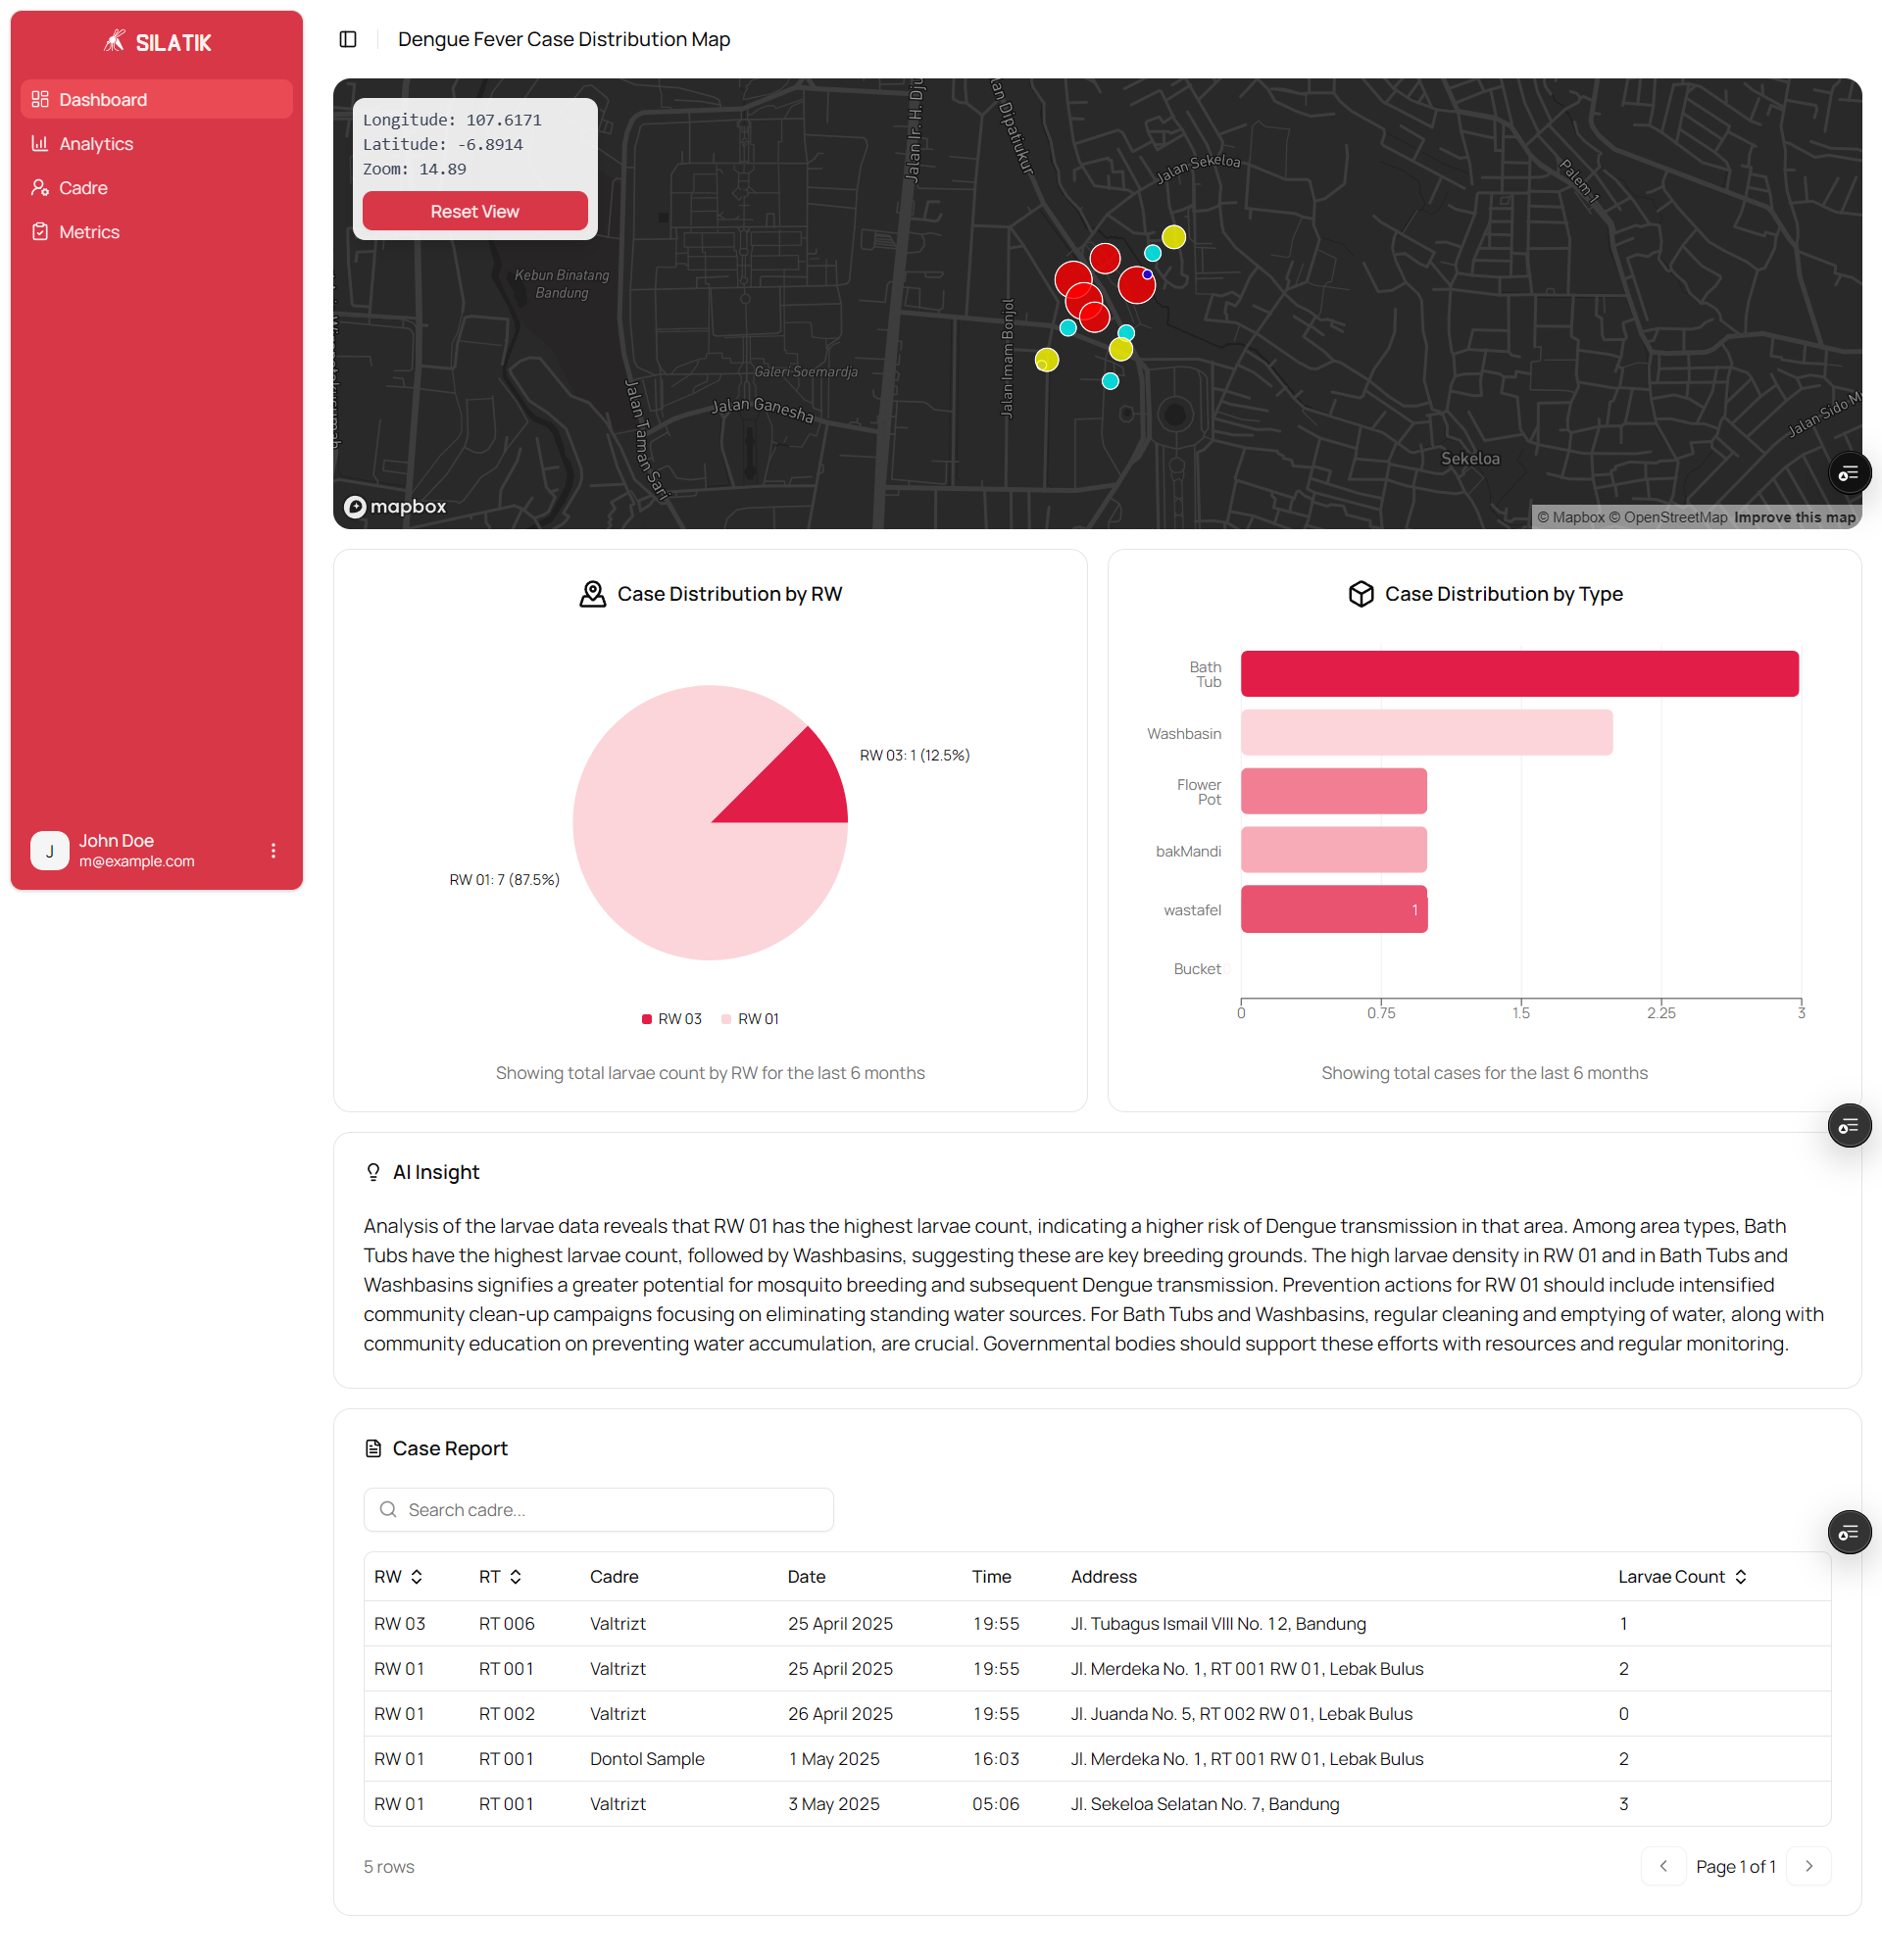 SILATIK
Dashboard
Analytics
Cadre
Metrics
John Doe
J
m@example.com
Dengue Fever Case Distribution Map
Longitude: 107.6171
Latitude: -6.8914
Zoom: 14.89
Reset View
Jalan Ir. H. Dju
lan Dipatiukur
Jalan Sekeloa
Palem 1
Kebun Binatang
Bandung
Jalan Imam Bonjol
Galeri Soemardja
Jalan Ganesha
Jalan Taman Sari
Jalan Sido M
Sekeloa
mapbox
© Mapbox © OpenStreetMap Improve this map
Case Distribution by RW
RW 03: 1 (12.5%)
RW 01: 7 (87.5%)
RW 03 RW 01
Showing total larvae count by RW for the last 6 months
Case Distribution by Type
Bath
Tub
Washbasin
Flower
Pot
bakMandi
wastafel 1
Bucket
0 0.75 1.5 2.25 3
Showing total cases for the last 6 months
AI Insight
Analysis of the larvae data reveals that RW 01 has the highest larvae count, indicating a higher risk of Dengue transmission in that area. Among area types, Bath
Tubs have the highest larvae count, followed by Washbasins, suggesting these are key breeding grounds. The high larvae density in RW 01 and in Bath Tubs and
Washbasins signifies a greater potential for mosquito breeding and subsequent Dengue transmission. Prevention actions for RW 01 should include intensified
community clean-up campaigns focusing on eliminating standing water sources. For Bath Tubs and Washbasins, regular cleaning and emptying of water, along with
community education on preventing water accumulation, are crucial. Governmental bodies should support these efforts with resources and regular monitoring.
Case Report
Search cadre...
RW RT Cadre Date Time Address Larvae Count
RW 03 RT 006 Valtrizt 25 April 2025 19:55 Jl. Tubagus Ismail VIII No. 12, Bandung 1
RW 01 RT 001 Valtrizt 25 April 2025 19:55 Jl. Merdeka No. 1, RT 001 RW 01, Lebak Bulus 2
RW 01 RT 002 Valtrizt 26 April 2025 19:55 Jl. Juanda No. 5, RT 002 RW 01, Lebak Bulus 0
RW 01 RT 001 Dontol Sample 1 May 2025 16:03 Jl. Merdeka No. 1, RT 001 RW 01, Lebak Bulus 2
RW 01 RT 001 Valtrizt 3 May 2025 05:06 Jl. Sekeloa Selatan No. 7, Bandung 3
5 rows
Page 1 of 1